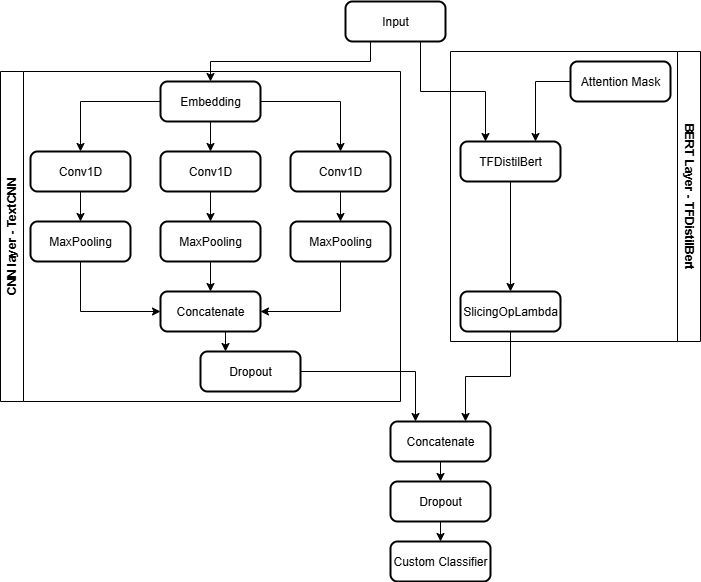 Input
CNN layer - TextCNN
Embedding
Conv1D
Conv1D
Conv1D
MaxPooling
MaxPooling
MaxPooling
Concatenate
Dropout
BERT Layer - TFDistilBert
Attention Mask
TFDistilBert
SlicingOpLambda
Concatenate
Dropout
Custom Classifier